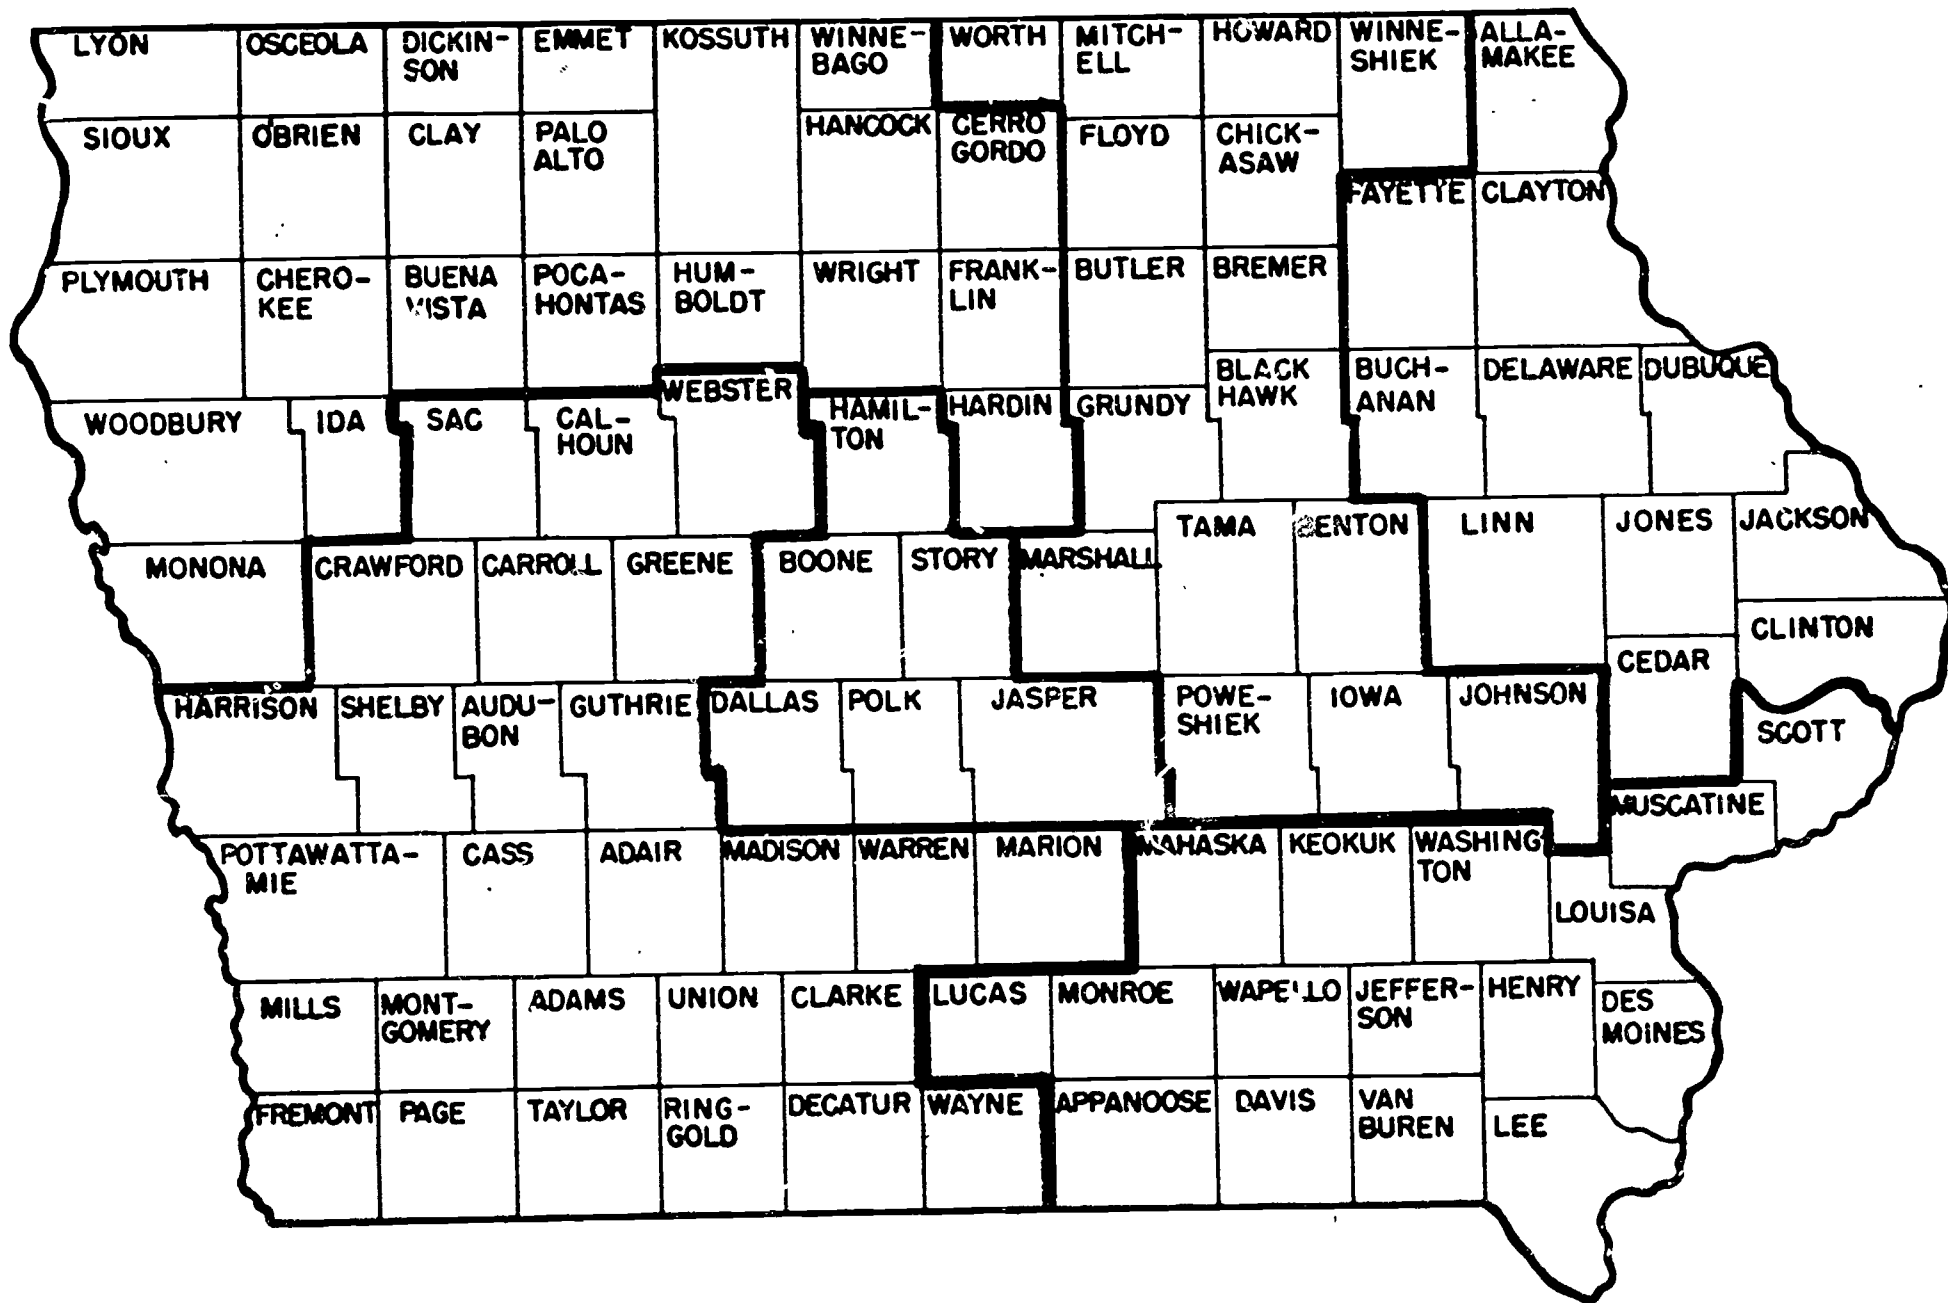 LYON
OSCEOLA
DICKIN-
SON
EMMET
KOSSUTH
WINNE-
BAGO
WORTH
MITCH-
ELL
HOWARD
WINNE-
SHIEK
ALLA-
MAKEE
SIOUX
O'BRIEN
CLAY
PALO
ALTO
HANCOCK
CERRO
GORDO
FLOYD
CHICK-
ASAW
FAYETTE
CLAYTON
PLYMOUTH
CHERO-
KEE
BUENA
VISTA
POCA-
HONTAS
HUM-
BOLDT
WRIGHT
FRANK-
LIN
BUTLER
BREMER
WOODBURY
IDA
SAC
CAL-
HOUN
WEBSTER
HAMIL-
TON
HARDIN
GRUNDY
BLACK
HAWK
BUCH-
ANAN
DELAWARE
DUBUQUE
MONONA
CRAWFORD
CARROLL
GREENE
BOONE
STORY
MARSHALL
TAMA
BENTON
LINN
JONES
JACKSON
CLINTON
CEDAR
HARRISON
SHELBY
AUDU-
BON
GUTHRIE
DALLAS
POLK
JASPER
POWE-
SHIEK
IOWA
JOHNSON
SCOTT
MUSCATINE
POTTAWATTA-
MIE
CASS
ADAIR
MADISON
WARREN
MARION
MAHASKA
KEOKUK
WASHING
TON
LOUISA
MILLS
MONT-
GOMERY
ADAMS
UNION
CLARKE
LUCAS
MONROE
WAPELLO
JEFFER-
SON
HENRY
DES
MOINES
FREMONT
PAGE
TAYLOR
RING-
GOLD
DECATUR
WAYNE
APPANOOSE
DAVIS
VAN
BUREN
LEE